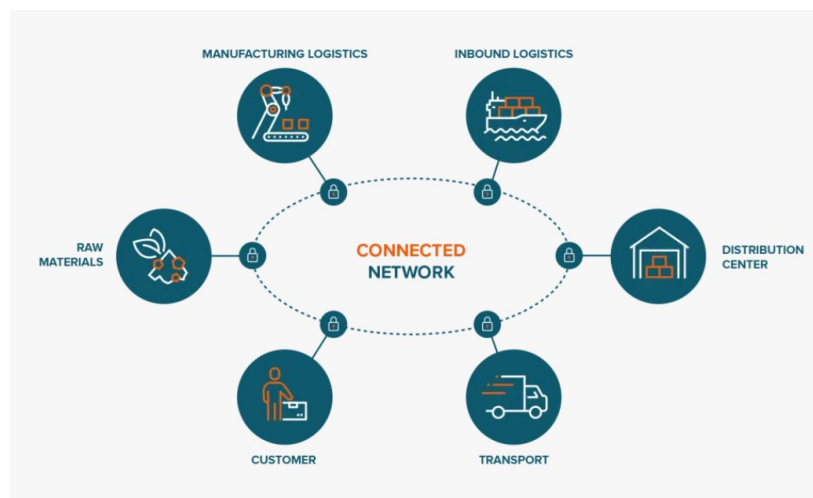 MANUFACTURING LOGISTICS
INBOUND LOGISTICS
RAW
MATERIALS
CONNECTED
NETWORK
DISTRIBUTION
CENTER
CUSTOMER
TRANSPORT